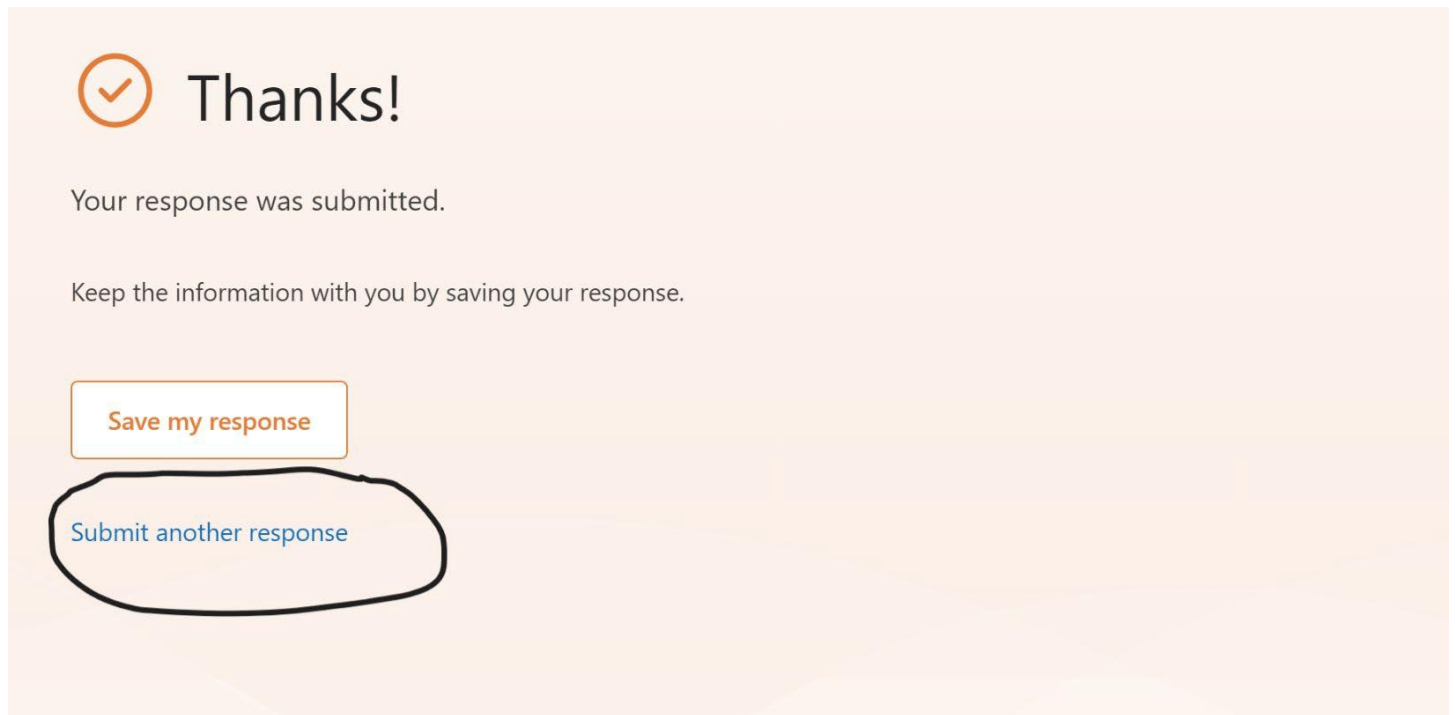 Thanks!
Your response was submitted.
Keep the information with you by saving your response.
Save my response
Submit another response